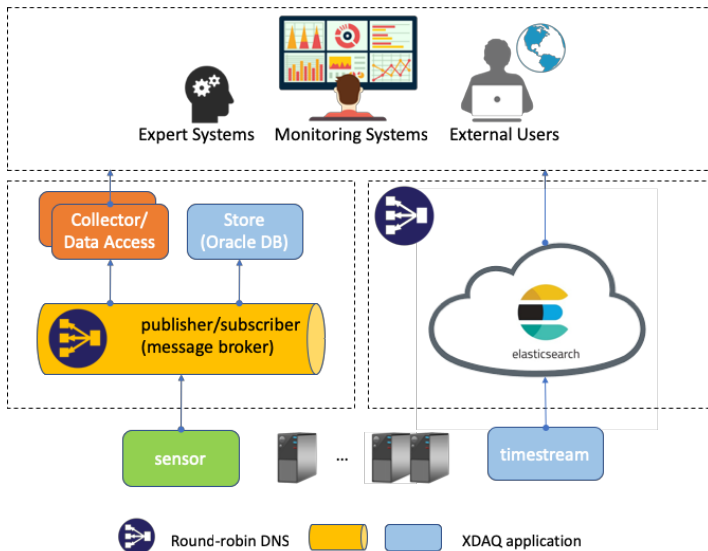 Expert Systems
Monitoring Systems
External Users
Collector/
Data Access
Store
(Oracle DB)
publisher/subscriber
(message broker)
elasticsearch
sensor
...
timestream
Round-robin DNS
XDAQ application